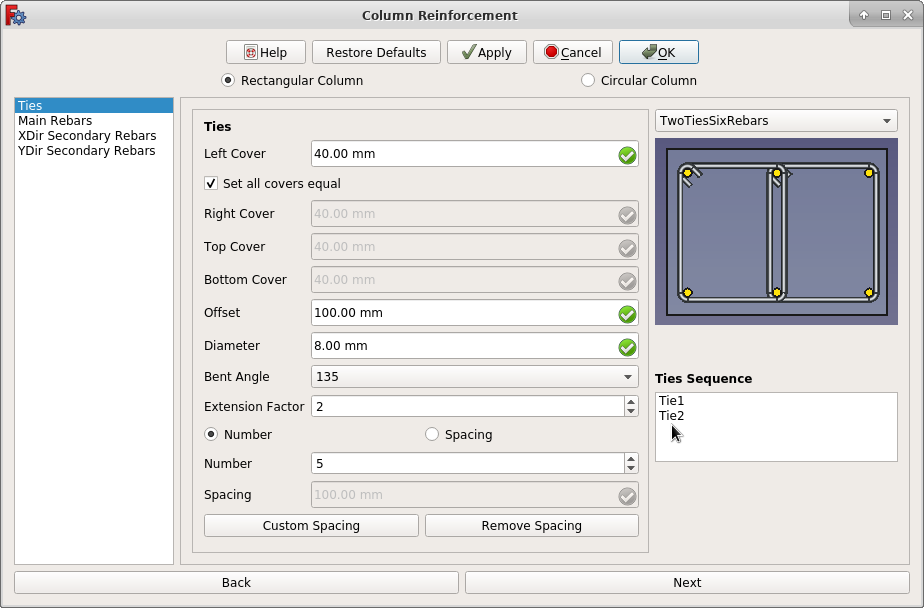 Column Reinforcement
Help Restore Defaults Apply Cancel OK
Rectangular Column Circular Column
Ties
Main Rebars
XDir Secondary Rebars
YDir Secondary Rebars
Ties
Left Cover 40.00 mm
Set all covers equal
Right Cover 40.00 mm
Top Cover 40.00 mm
Bottom Cover 40.00 mm
Offset 100.00 mm
Diameter 8.00 mm
Bent Angle 135
Extension Factor 2
Number Spacing
Number 5
Spacing 100.00 mm
Custom Spacing Remove Spacing
TwoTiesSixRebars
Ties Sequence
Tie1
Tie2
Back Next